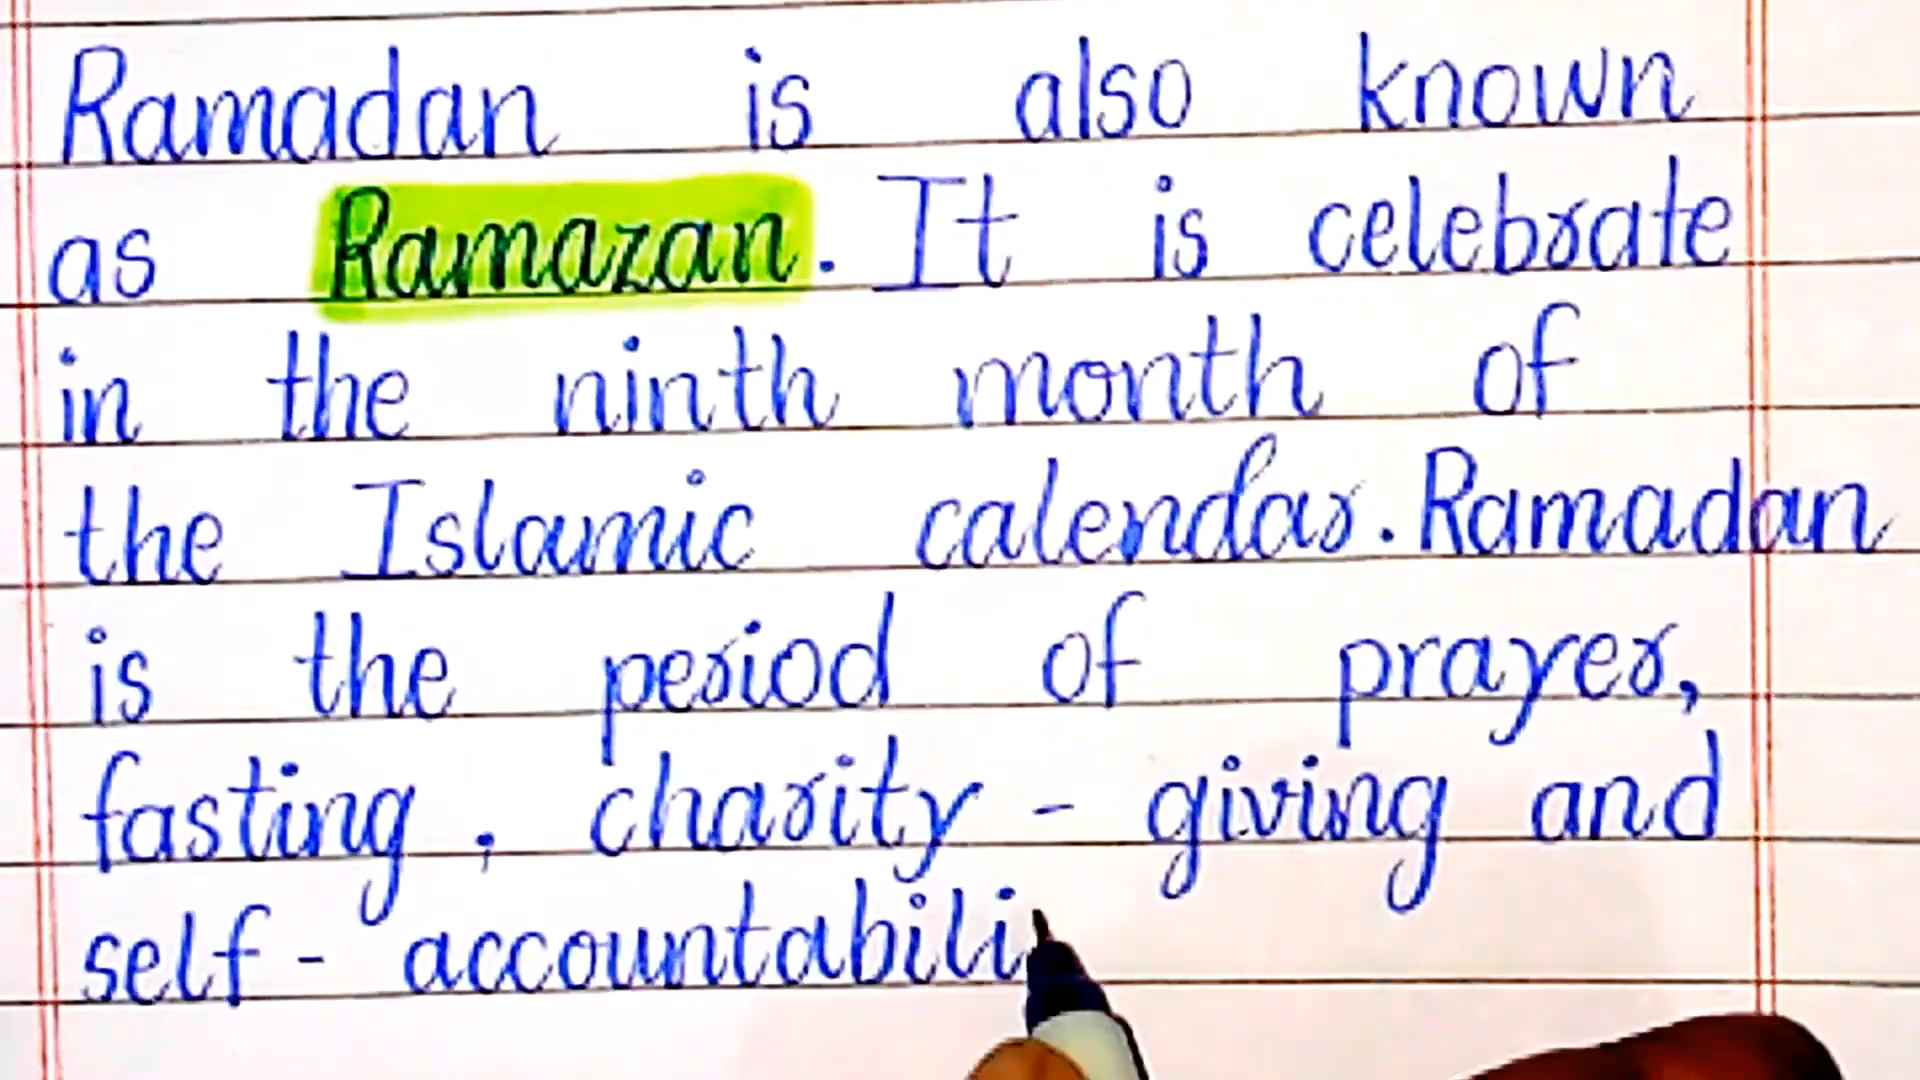 Ramadan is also known
as Ramazan. It is celebrate
in the ninth month of
the Islamic calendar. Ramadan
is the period of prayer,
fasting, charity - giving and
self - accountabili